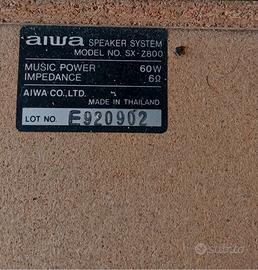 aiwa SPEAKER SYSTEM
MODEL NO. SX-Z800
MUSIC POWER 60W
IMPEDANCE 6Ω
AIWA CO., LTD.
MADE IN THAILAND
LOT NO. E920902
subito